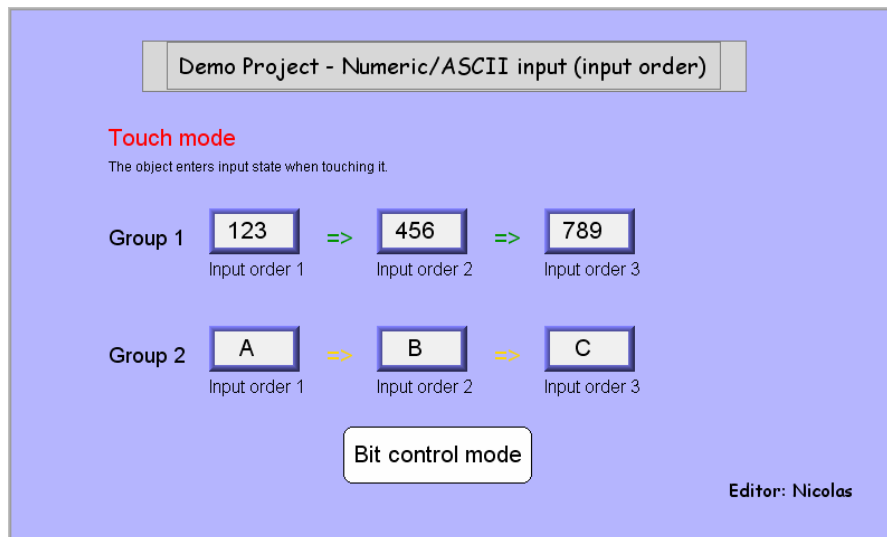 Demo Project - Numeric/ASCII input (input order)
Touch mode
The object enters input state when touching it.
Group 1 123 => 456 => 789
Input order 1 Input order 2 Input order 3
Group 2 A => B => C
Input order 1 Input order 2 Input order 3
Bit control mode
Editor: Nicolas